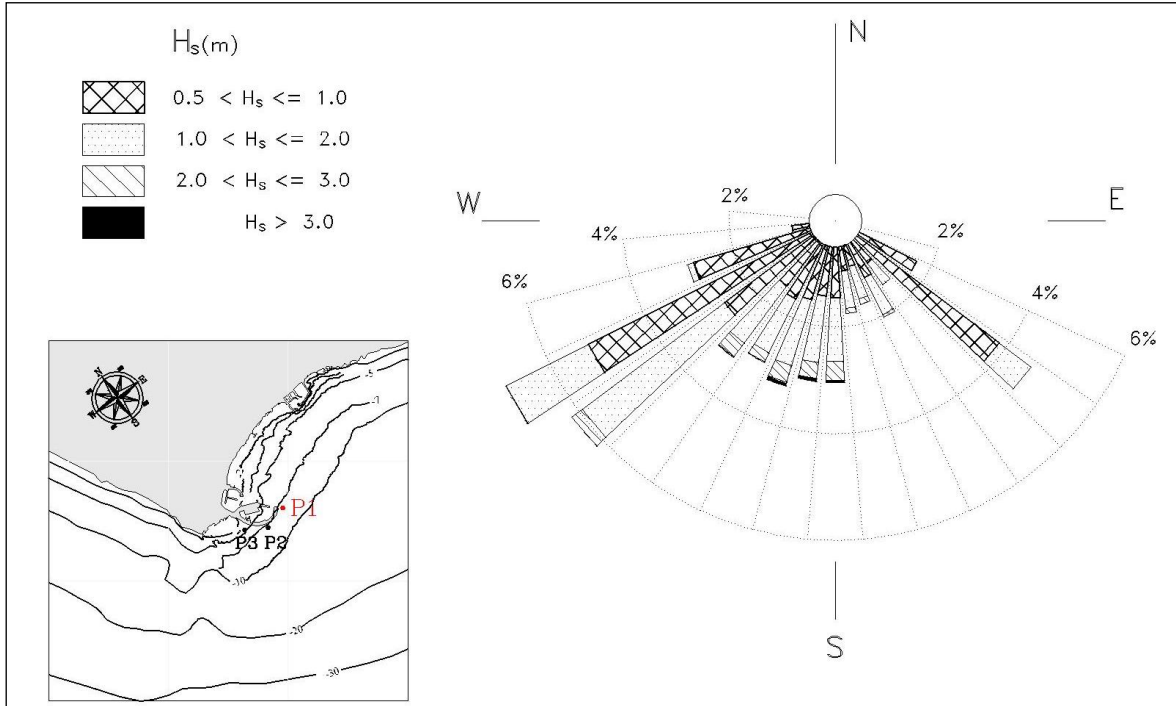 Hs(m)
0.5 < Hs <= 1.0
1.0 < Hs <= 2.0
2.0 < Hs <= 3.0
Hs > 3.0
N
W
E
S
2%
4%
6%
2%
4%
6%
-5
-7
P1
P3 P2
-10
-20
-30